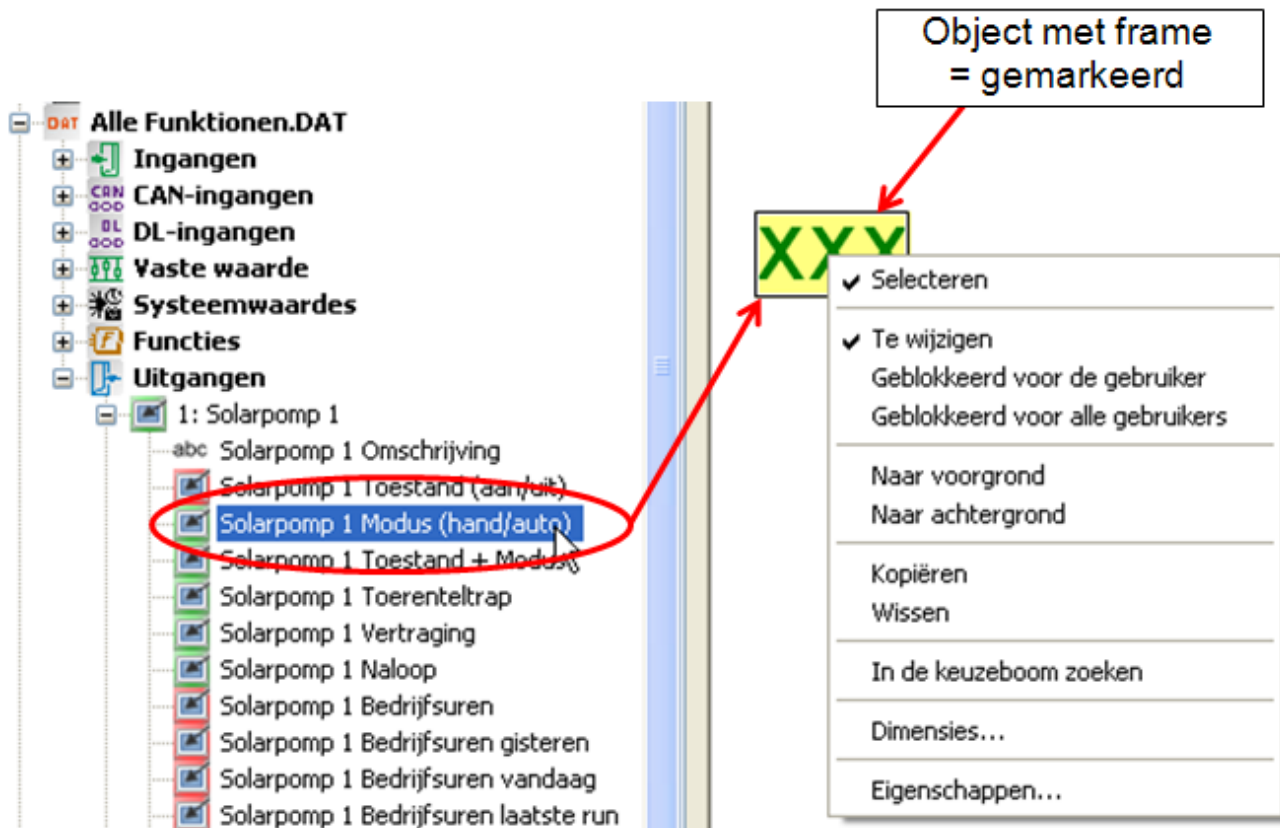 Object met frame
= gemarkeerd
DAT Alle Funktionen.DAT
Ingangen
CAN CAN-ingangen
DL DL-ingangen
Vaste waarde
Systeemwaardes
F Functies
Uitgangen
1: Solarpomp 1
abc Solarpomp 1 Omschrijving
Solarpomp 1 Toestand (aan/uit)
Solarpomp 1 Modus (hand/auto)
Solarpomp 1 Toestand + Modus
Solarpomp 1 Toerenteltrap
Solarpomp 1 Vertraging
Solarpomp 1 Naloop
Solarpomp 1 Bedrijfsuren
Solarpomp 1 Bedrijfsuren gisteren
Solarpomp 1 Bedrijfsuren vandaag
Solarpomp 1 Bedrijfsuren laatste run
XXX
Selecteren
Te wijzigen
Geblokkeerd voor de gebruiker
Geblokkeerd voor alle gebruikers
Naar voorgrond
Naar achtergrond
Kopiëren
Wissen
In de keuzeboom zoeken
Dimensies...
Eigenschappen...